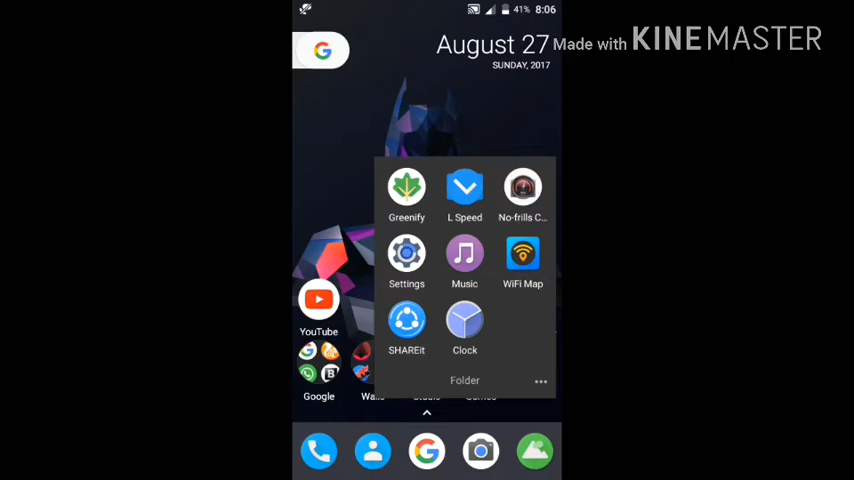 41% 8:06
August 27
SUNDAY, 2017
Made with KINEMASTER
Greenify
L Speed
No-frills C...
Settings
Music
WiFi Map
YouTube
SHAREit
Clock
Folder
Google